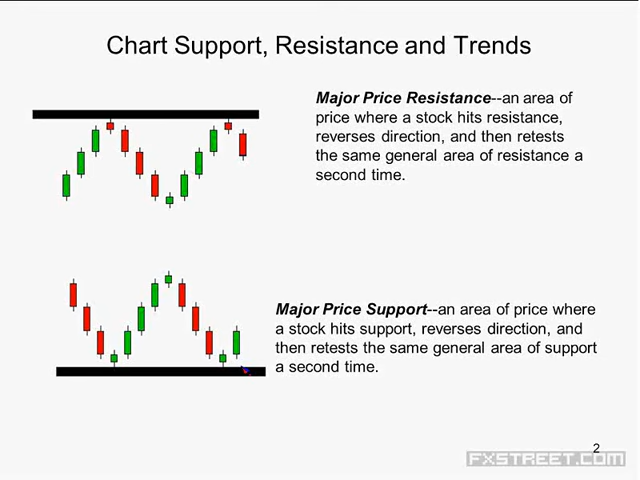 Chart Support, Resistance and Trends
Major Price Resistance--an area of
price where a stock hits resistance,
reverses direction, and then retests
the same general area of resistance a
second time.
Major Price Support--an area of price where
a stock hits support, reverses direction, and
then retests the same general area of support
a second time.
2
FXSTREET.COM